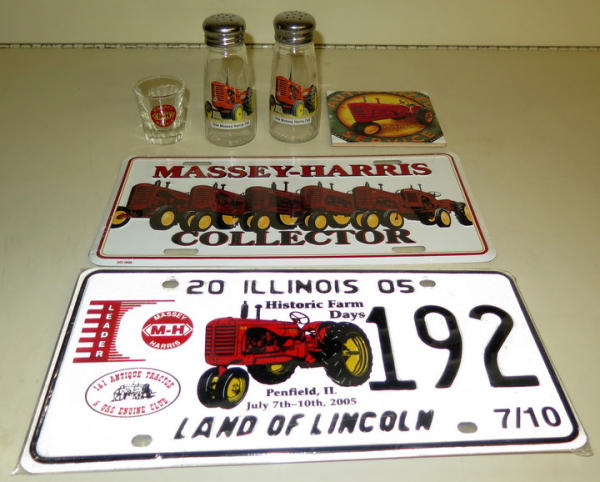 MASSEY-HARRIS
COLLECTOR
20 ILLINOIS 05
Historic Farm
Days
LEADER
MASSEY
M-H
HARRIS
192
I&I ANTIQUE TRACTOR
& GAS ENGINE CLUB
Penfield, IL
July 7th-10th, 2005
LAND OF LINCOLN
7/10